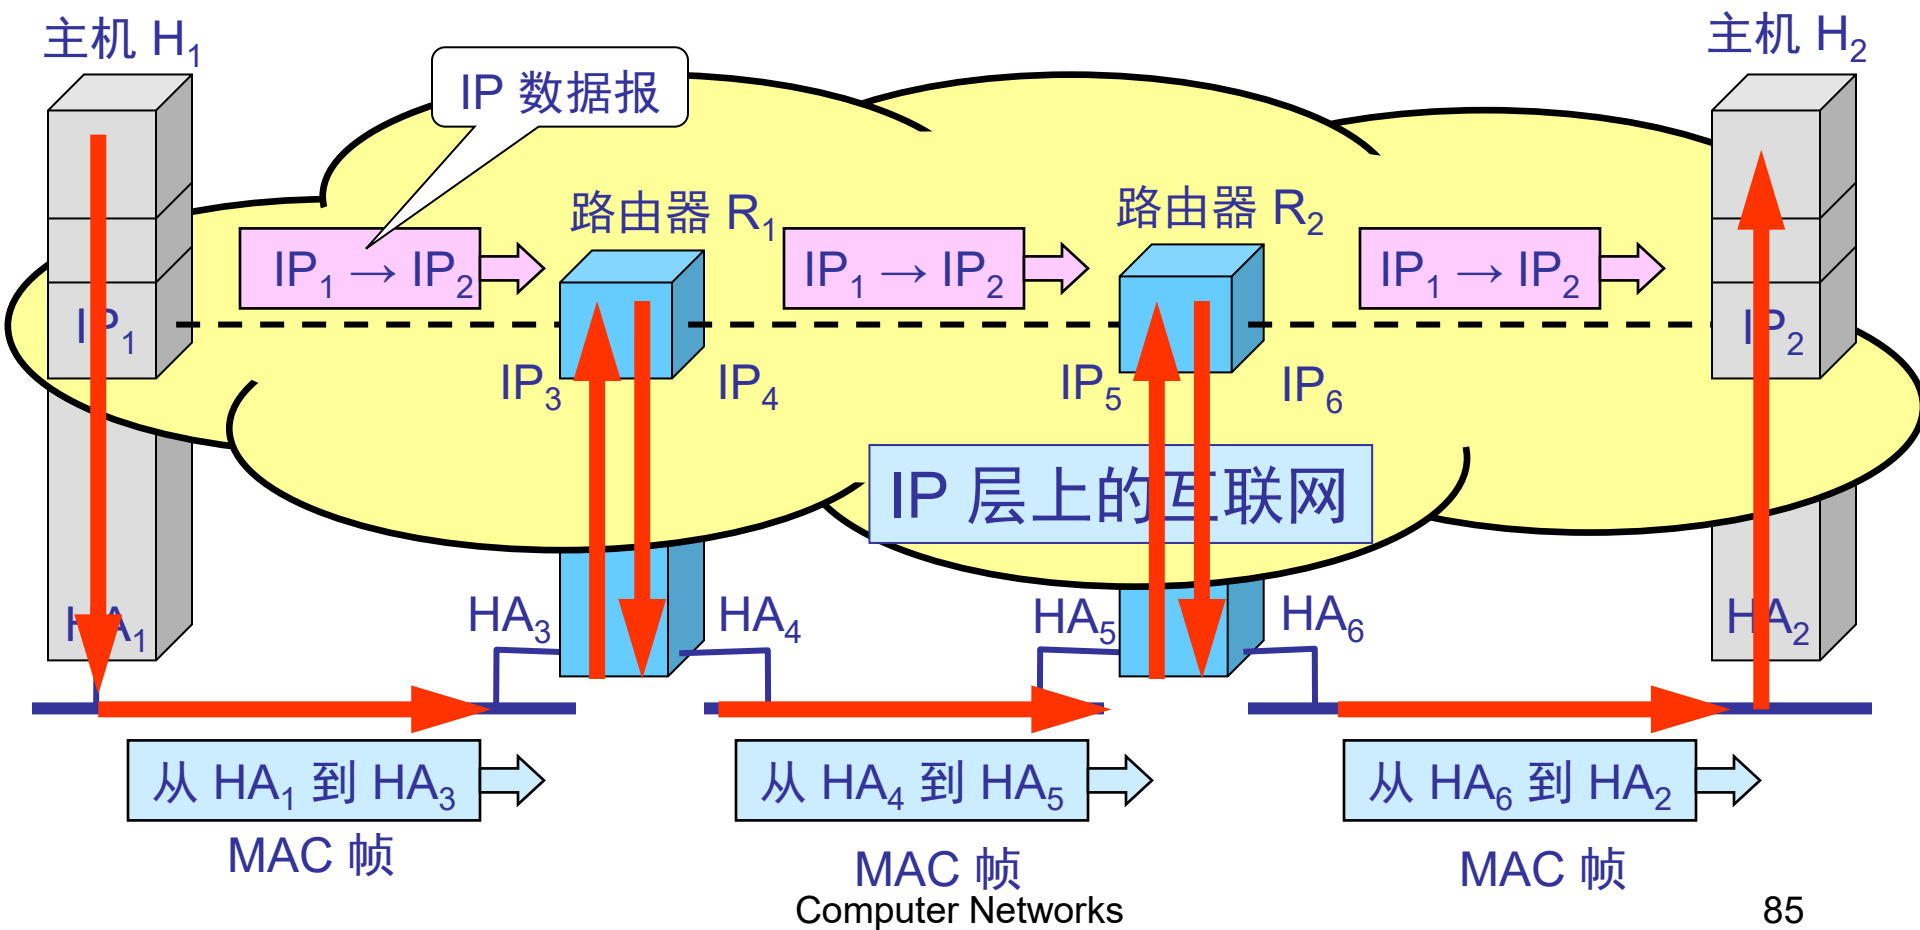 主机 H₁
主机 H₂
IP 数据报
路由器 R₁
路由器 R₂
IP₁ → IP₂
IP₁ → IP₂
IP₁ → IP₂
IP₁
IP₂
IP₃
IP₄
IP₅
IP₆
IP 层上的互联网
HA₁
HA₃
HA₄
HA₅
HA₆
HA₂
从 HA₁ 到 HA₃
从 HA₄ 到 HA₅
从 HA₆ 到 HA₂
MAC 帧
MAC 帧
MAC 帧
Computer Networks
85